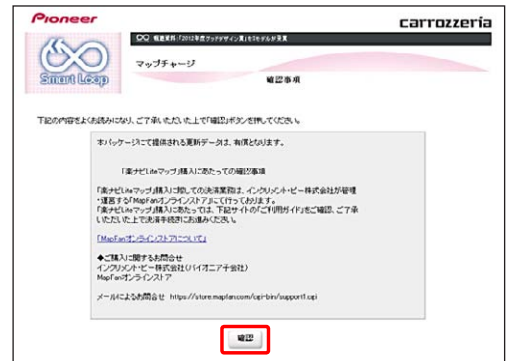 Pioneer
carrozzeria
報道資料:「2012年度グッドデザイン賞」を3モデルが受賞
Smart Loop
マップチャージ
確認事項
下記の内容をよくお読みになり、ご了承いただいた上で「確認」ボタンを押してください。
本パッケージにて提供される更新データは、有償となります。
「楽ナビLiteマップ」購入にあたっての確認事項
「楽ナビLiteマップ」購入に際しての決済業務は、インクリメント・ピー株式会社が管理
・運営する「MapFanオンラインストア」にて行っております。
「楽ナビLiteマップ」購入にあたっては、下記サイトの「ご利用ガイド」をご確認、ご了承
いただいた上で決済手続きにお進みください。
「MapFanオンラインストアについて」
◆ご購入に関するお問合せ
インクリメント・ピー株式会社(パイオニア子会社)
MapFanオンラインストア
メールによるお問合せ https://store.mapfan.com/cgi-bin/support1.cgi
確認